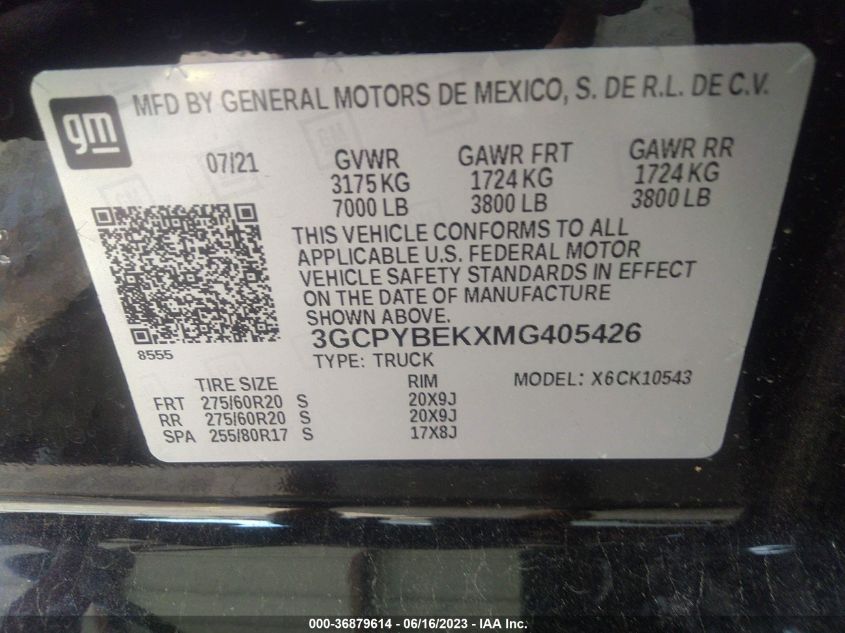 gm
MFD BY GENERAL MOTORS DE MEXICO, S. DE R.L. DE C.V.
07/21 GVWR GAWR FRT GAWR RR
3175 KG 1724 KG 1724 KG
7000 LB 3800 LB 3800 LB
THIS VEHICLE CONFORMS TO ALL
APPLICABLE U.S. FEDERAL MOTOR
VEHICLE SAFETY STANDARDS IN EFFECT
ON THE DATE OF MANUFACTURE
SHOWN ABOVE.
8555
3GCPYBEKXMG405426
TYPE: TRUCK
MODEL: X6CK10543
TIRE SIZE RIM
FRT 275/60R20 S 20X9J
RR 275/60R20 S 20X9J
SPA 255/80R17 S 17X8J
000-36879614 - 06/16/2023 - © IAA Inc.